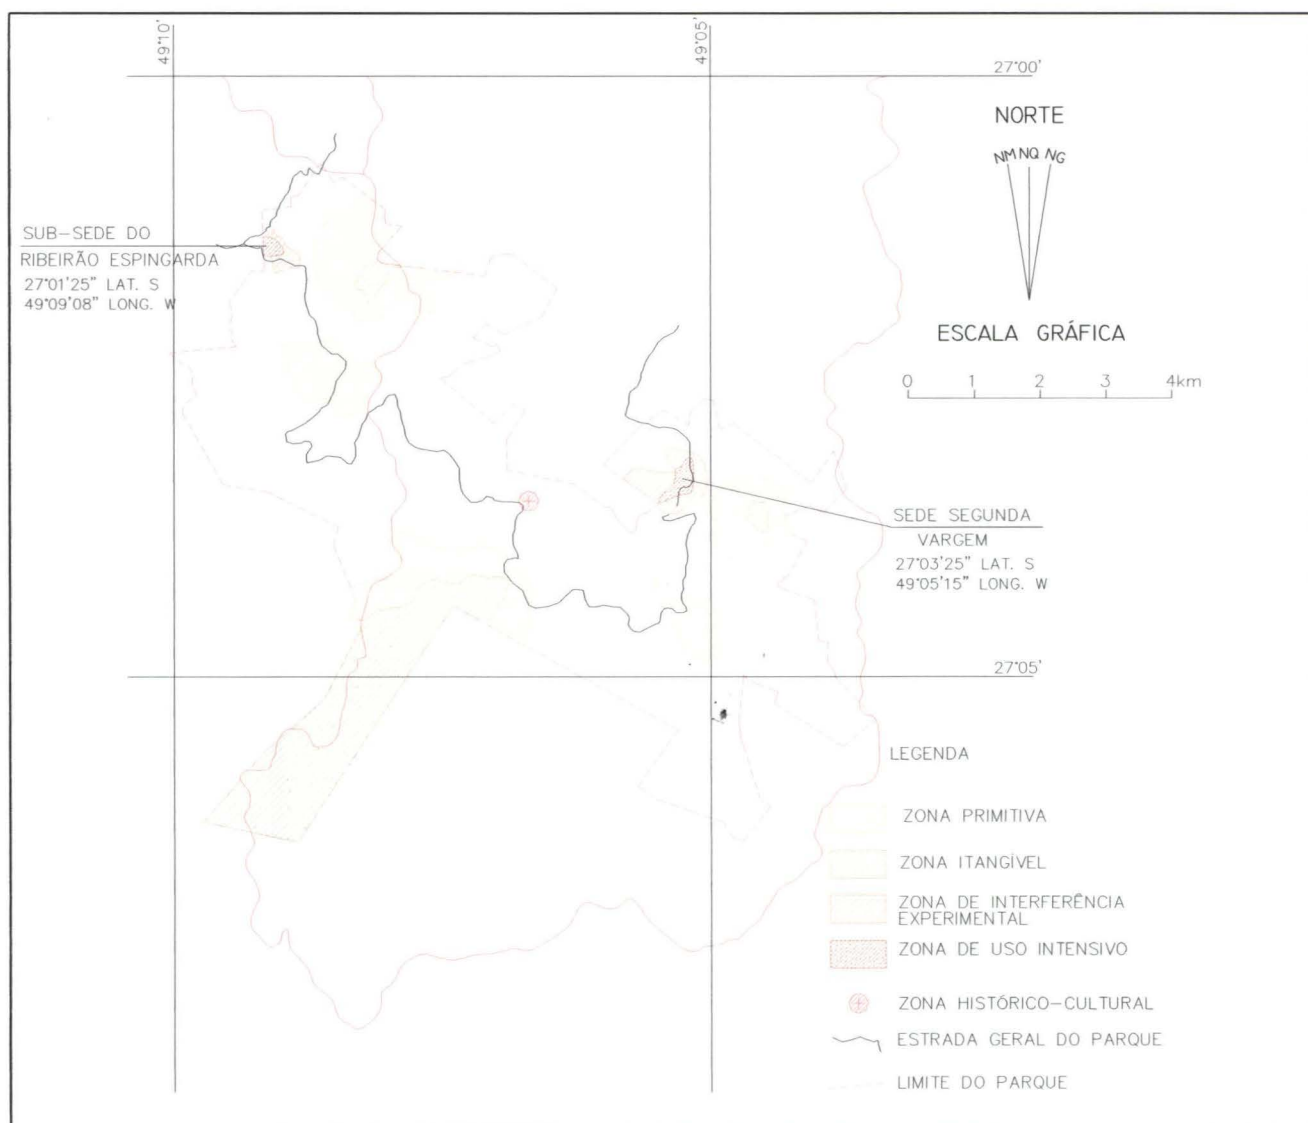 49°10'
49°05'
27°00'
NORTE
NM NQ NG
SUB-SEDE DO
RIBEIRÃO ESPINGARDA
27°01'25" LAT. S
49°09'08" LONG. W
ESCALA GRÁFICA
0 1 2 3 4km
SEDE SEGUNDA
VARGEM
27°03'25" LAT. S
49°05'15" LONG. W
27°05'
LEGENDA
ZONA PRIMITIVA
ZONA ITANGÍVEL
ZONA DE INTERFERÊNCIA
EXPERIMENTAL
ZONA DE USO INTENSIVO
ZONA HISTÓRICO-CULTURAL
ESTRADA GERAL DO PARQUE
LIMITE DO PARQUE